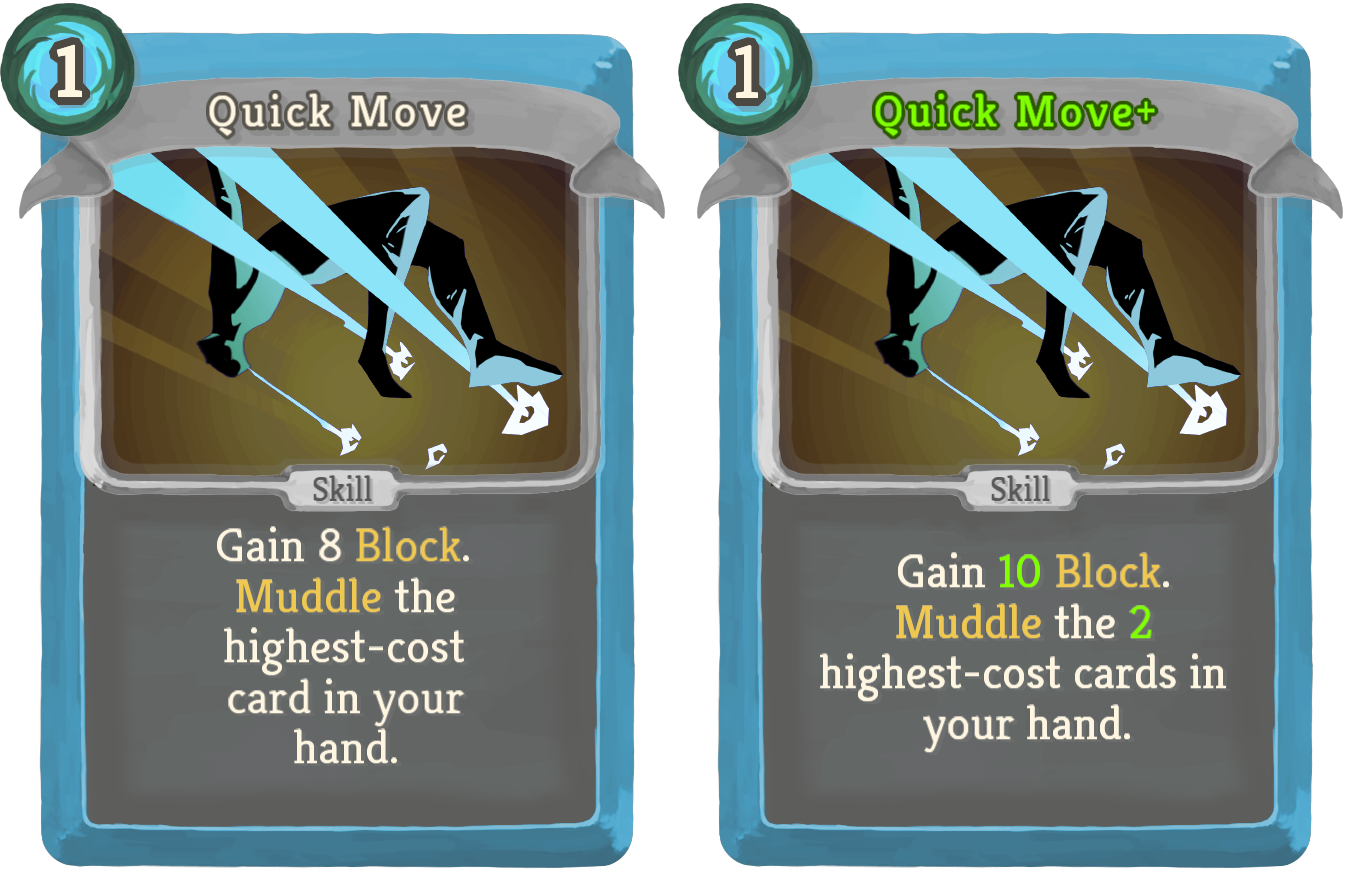 1
Quick Move
Skill
Gain 8 Block.
Muddle the
highest-cost
card in your
hand.
1
Quick Move+
Skill
Gain 10 Block.
Muddle the 2
highest-cost cards in
your hand.